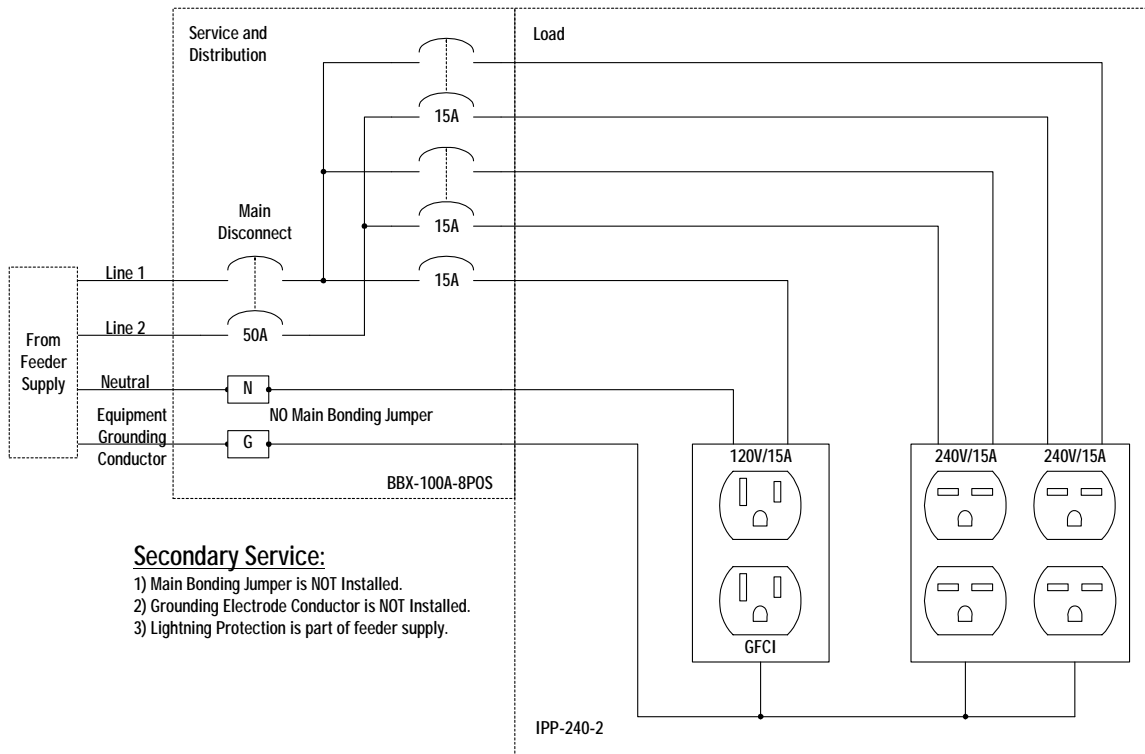 Service and
Distribution
Load
15A
15A
Main
Disconnect
15A
Line 1
Line 2
50A
From
Feeder
Supply
Neutral
N
NO Main Bonding Jumper
Equipment
Grounding
Conductor
G
BBX-100A-8POS
120V/15A
240V/15A
240V/15A
GFCI
Secondary Service:
1) Main Bonding Jumper is NOT Installed.
2) Grounding Electrode Conductor is NOT Installed.
3) Lightning Protection is part of feeder supply.
IPP-240-2